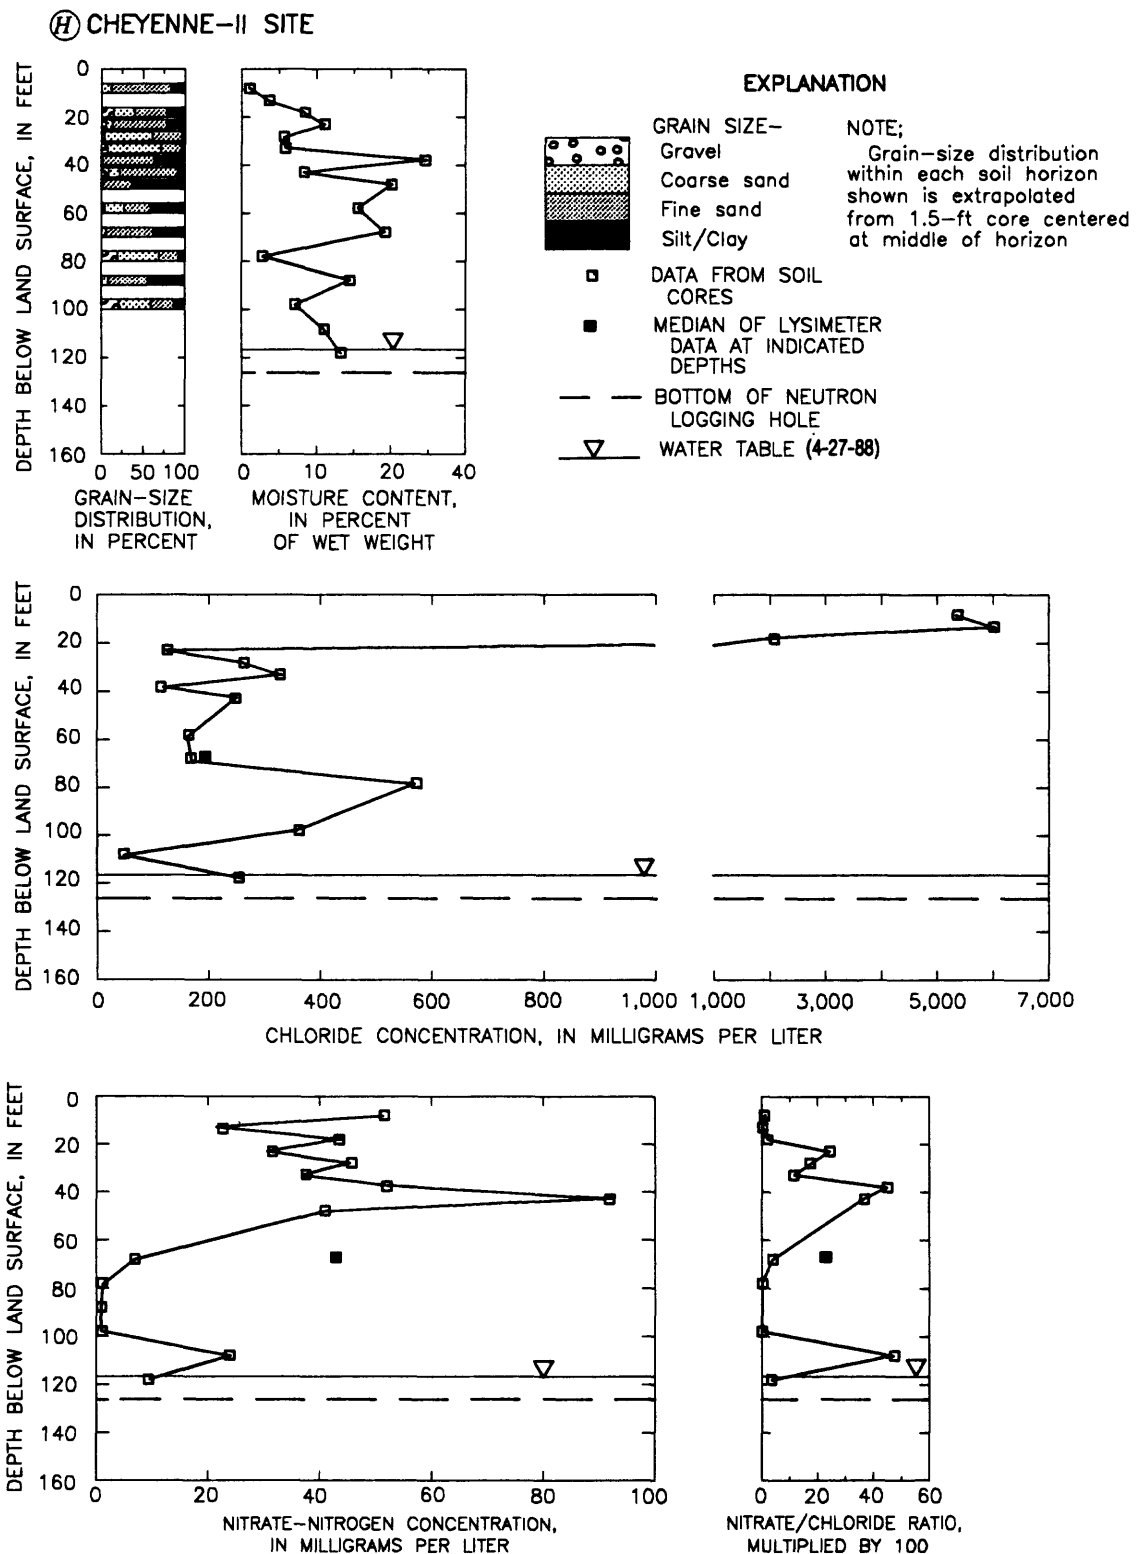 H CHEYENNE-II SITE
DEPTH BELOW LAND SURFACE, IN FEET
0
20
40
60
80
100
120
140
160
0 50 100
GRAIN-SIZE
DISTRIBUTION,
IN PERCENT
0 10 20 40
MOISTURE CONTENT,
IN PERCENT
OF WET WEIGHT
EXPLANATION
GRAIN SIZE-
Gravel
Coarse sand
Fine sand
Silt/Clay
NOTE;
Grain-size distribution
within each soil horizon
shown is extrapolated
from 1.5-ft core centered
at middle of horizon
DATA FROM SOIL
CORES
MEDIAN OF LYSIMETER
DATA AT INDICATED
DEPTHS
BOTTOM OF NEUTRON
LOGGING HOLE
WATER TABLE (4-27-88)
DEPTH BELOW LAND SURFACE, IN FEET
0
20
40
60
80
100
120
140
160
0 200 400 600 800 1,000 1,000 3,000 5,000 7,000
CHLORIDE CONCENTRATION, IN MILLIGRAMS PER LITER
DEPTH BELOW LAND SURFACE, IN FEET
0
20
40
60
80
100
120
140
160
0 20 40 60 80 100
NITRATE-NITROGEN CONCENTRATION,
IN MILLIGRAMS PER LITER
0 20 40 60
NITRATE/CHLORIDE RATIO,
MULTIPLIED BY 100